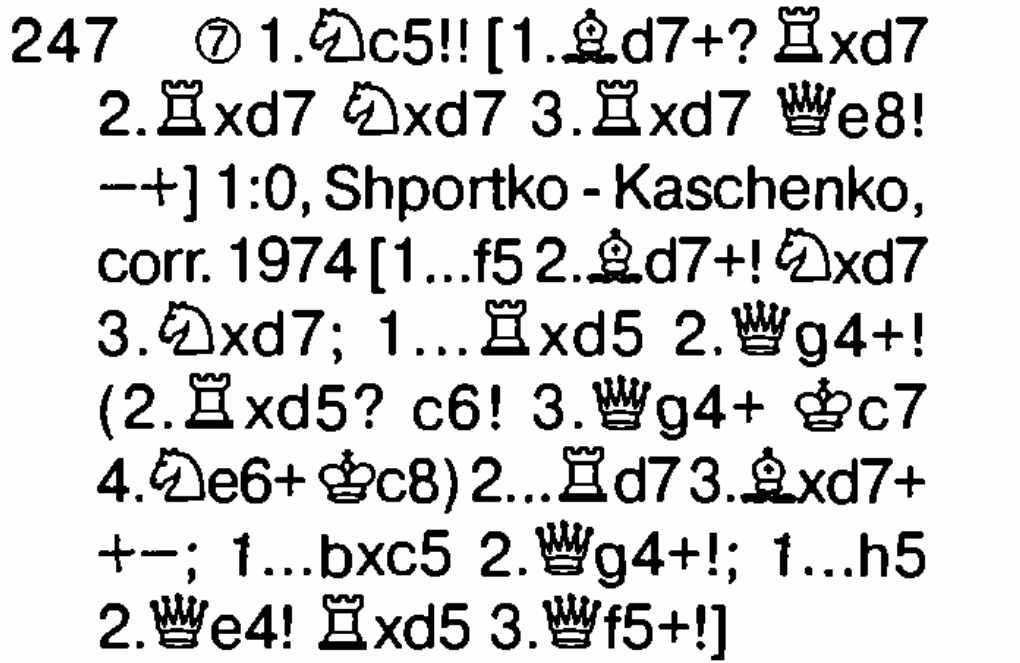 247 ⑦ 1.♘c5!! [1.♗d7+? ♖xd7
2.♖xd7 ♘xd7 3.♖xd7 ♕e8!
−+] 1:0, Shportko - Kaschenko,
corr. 1974 [1...f5 2.♗d7+! ♘xd7
3.♘xd7; 1...♖xd5 2.♕g4+!
(2.♖xd5? c6! 3.♕g4+ ♔c7
4.♘e6+ ♔c8) 2...♖d7 3.♗xd7+
+−; 1...bxc5 2.♕g4+!; 1...h5
2.♕e4! ♖xd5 3.♕f5+!]